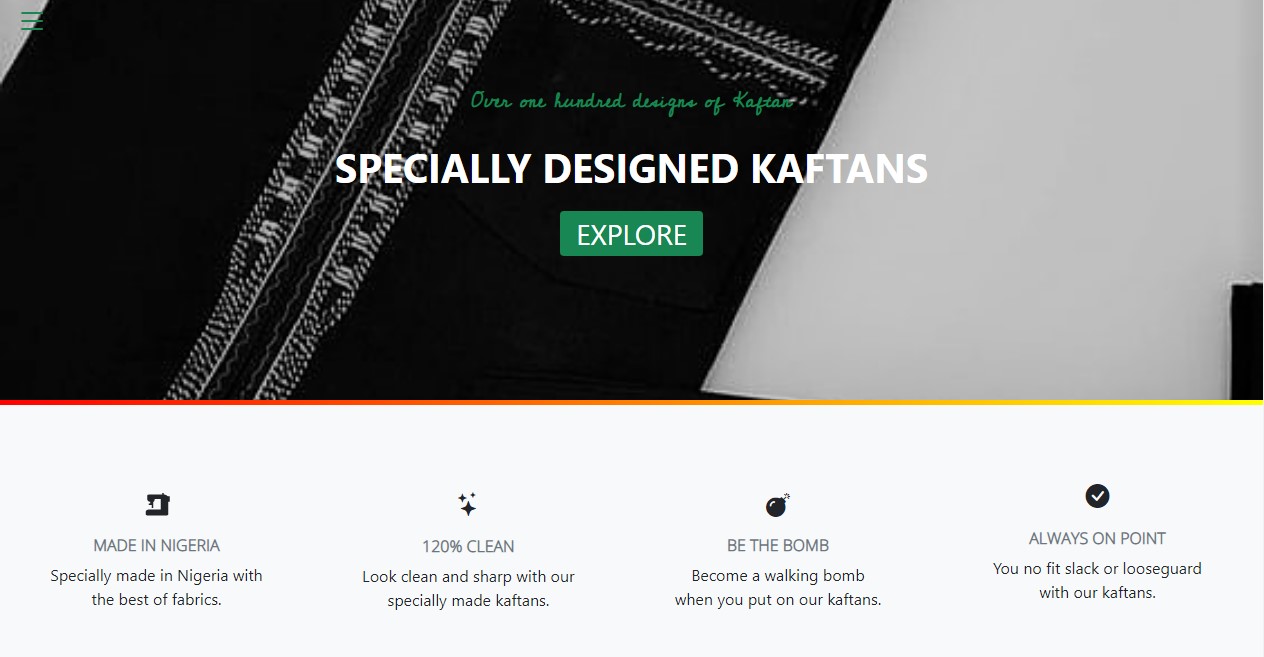 Over one hundred designs of Kaftan
SPECIALLY DESIGNED KAFTANS
EXPLORE
MADE IN NIGERIA
Specially made in Nigeria with
the best of fabrics.
120% CLEAN
Look clean and sharp with our
specially made kaftans.
BE THE BOMB
Become a walking bomb
when you put on our kaftans.
ALWAYS ON POINT
You no fit slack or looseguard
with our kaftans.